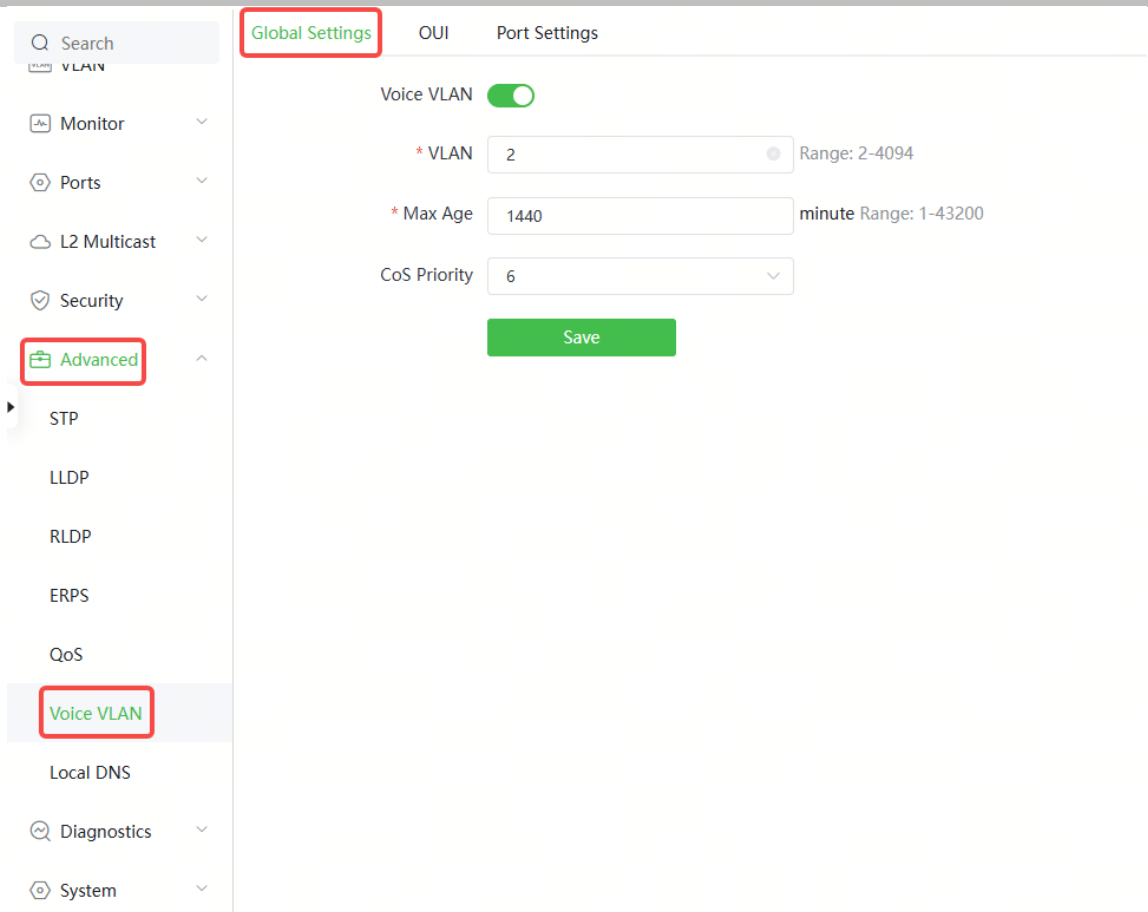 Search
Global Settings
OUI
Port Settings
VLAN
Monitor
Ports
L2 Multicast
Security
Advanced
STP
LLDP
RLDP
ERPS
QoS
Voice VLAN
Local DNS
Diagnostics
System
Voice VLAN
* VLAN 2 Range: 2-4094
* Max Age 1440 minute Range: 1-43200
CoS Priority 6
Save